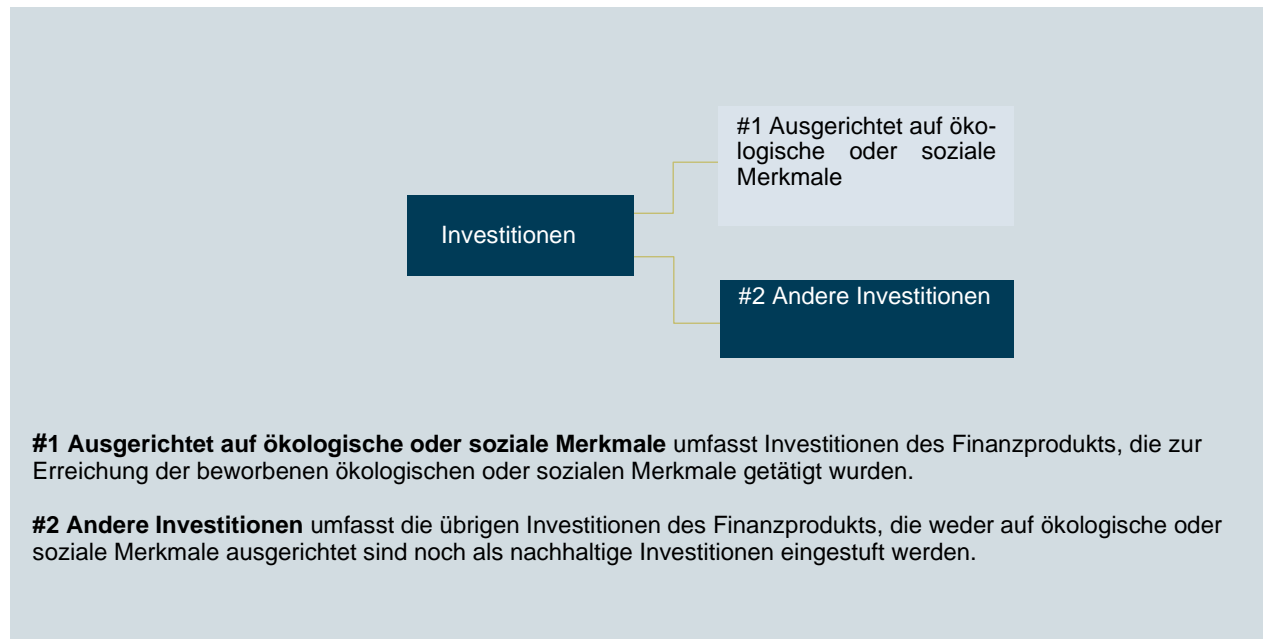 #1 Ausgerichtet auf öko-
logische oder soziale
Merkmale
Investitionen
#2 Andere Investitionen
#1 Ausgerichtet auf ökologische oder soziale Merkmale umfasst Investitionen des Finanzprodukts, die zur
Erreichung der beworbenen ökologischen oder sozialen Merkmale getätigt wurden.
#2 Andere Investitionen umfasst die übrigen Investitionen des Finanzprodukts, die weder auf ökologische oder
soziale Merkmale ausgerichtet sind noch als nachhaltige Investitionen eingestuft werden.